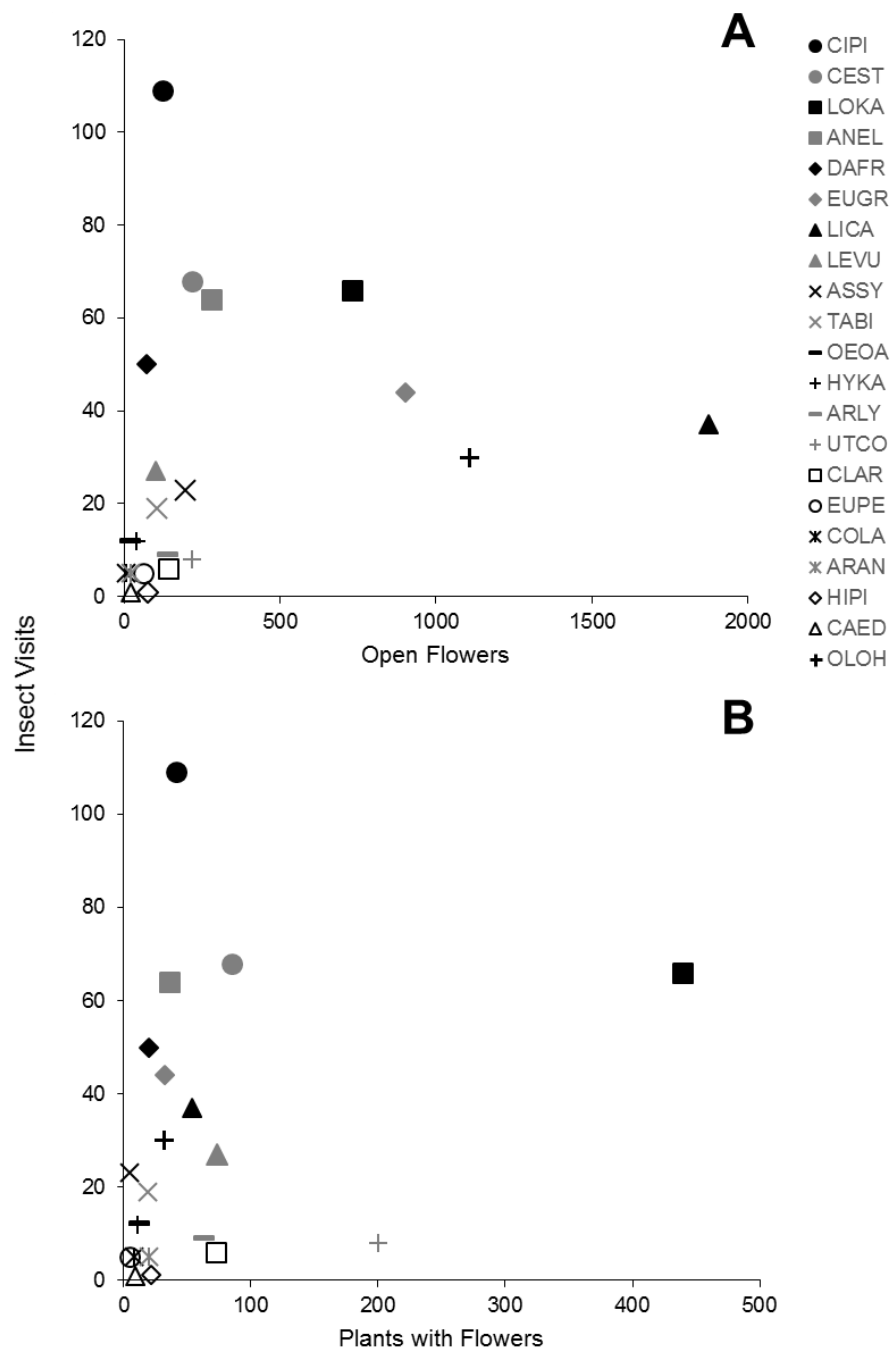 A
120
100
80
60
40
20
0
0 500 1000 1500 2000
Open Flowers
CIPI
CEST
LOKA
ANEL
DAFR
EUGR
LICA
LEVU
ASSY
TABI
OEOA
HYKA
ARLY
UTCO
CLAR
EUPE
COLA
ARAN
HIPI
CAED
OLOH
Insect Visits
B
120
100
80
60
40
20
0
0 100 200 300 400 500
Plants with Flowers